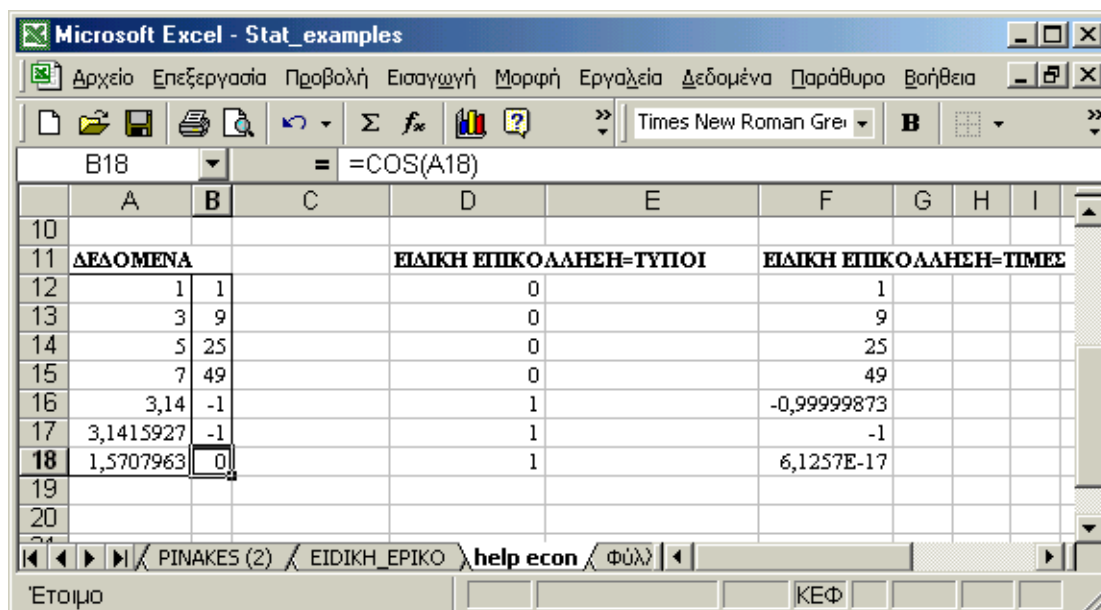 Microsoft Excel - Stat_examples
Αρχείο Επεξεργασία Προβολή Εισαγωγή Μορφή Εργαλεία Δεδομένα Παράθυρο Βοήθεια
Σ fx Times New Roman Gre B
B18 = =COS(A18)
A B C D E F G H I
10
11 ΔΕΔΟΜΕΝΑ ΕΙΔΙΚΗ ΕΠΙΚΟΛΛΗΣΗ=ΤΥΠΟΙ ΕΙΔΙΚΗ ΕΠΙΚΟΛΛΗΣΗ=ΤΙΜΕΣ
12 1 1 0 1
13 3 9 0 9
14 5 25 0 25
15 7 49 0 49
16 3,14 -1 1 -0,99999873
17 3,1415927 -1 1 -1
18 1,5707963 0 1 6,1257E-17
19
20
PINAKES (2) EIDIKH_EPIKO help econ Φύλ
Έτοιμο ΚΕΦ